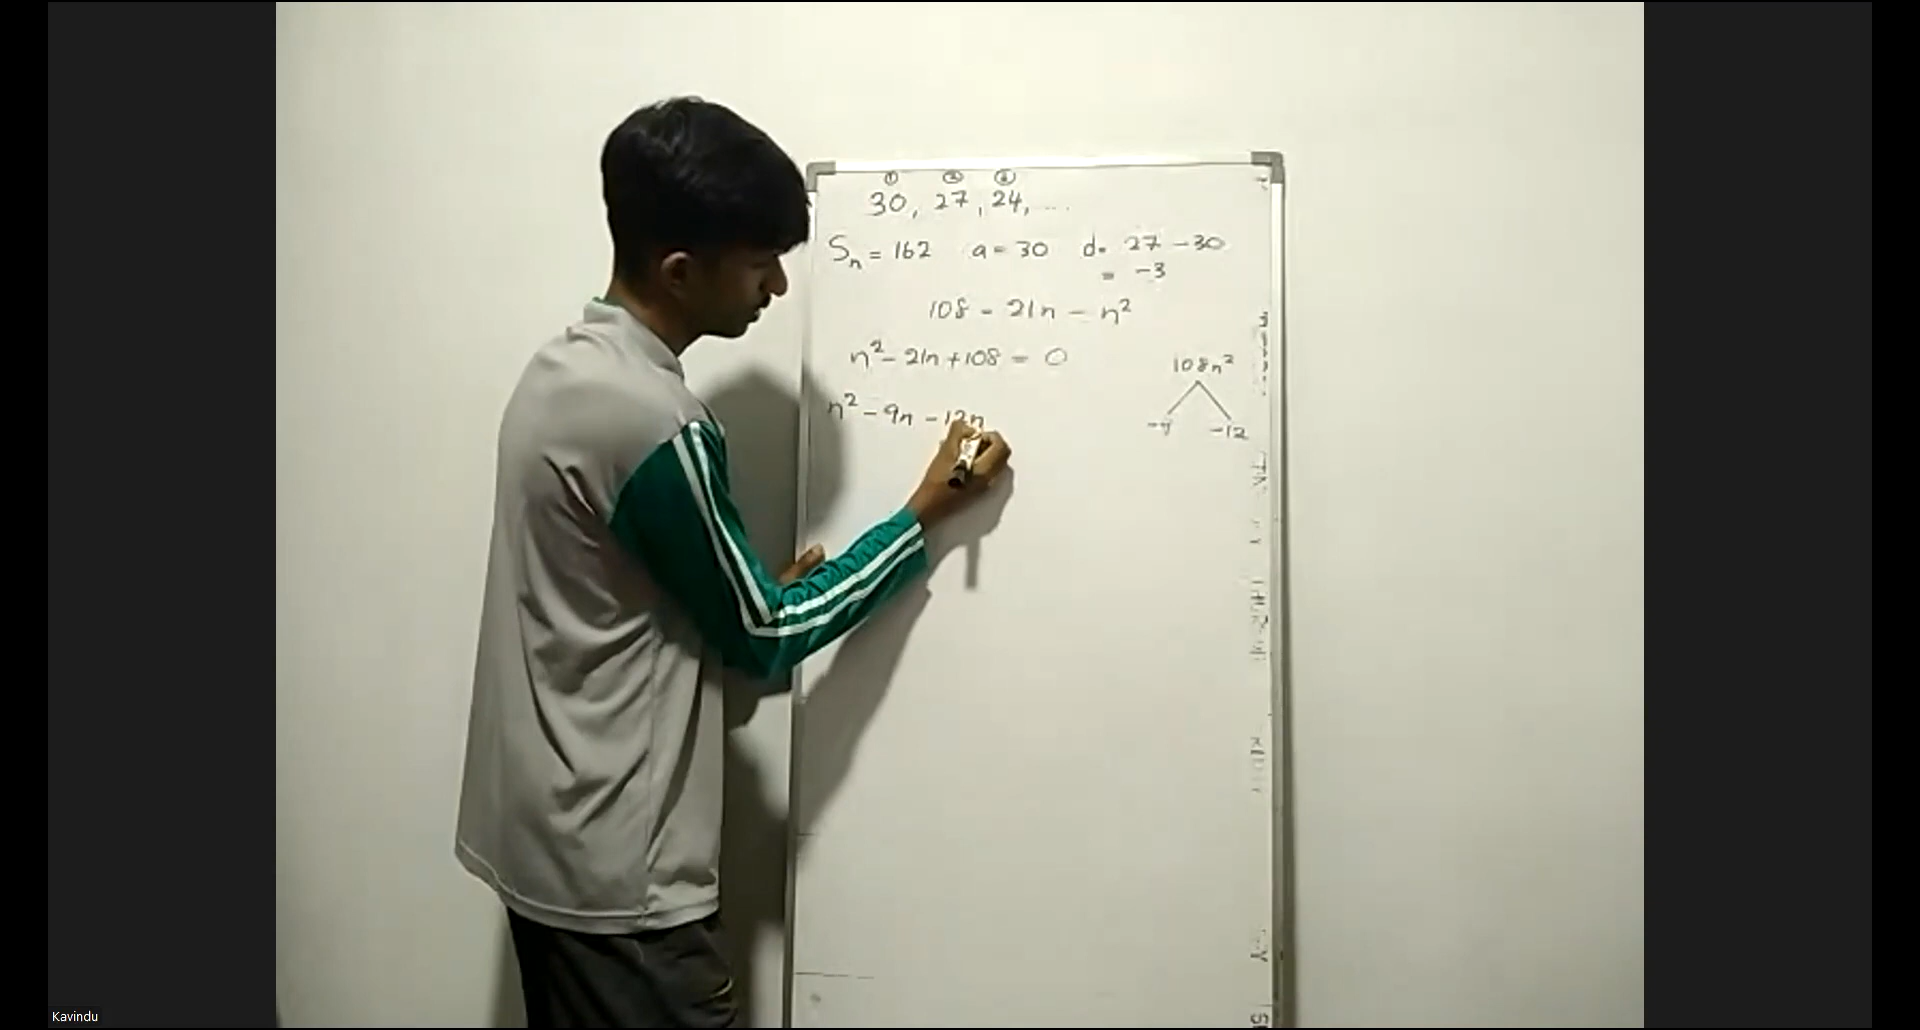 ① ② ③
30, 27, 24, ....
Sn = 162 a = 30 d = 27 - 30
= -3
108 = 21n - n²
n² - 21n + 108 = 0
108n²
n² - 9n - 12n
-9 -12
Kavindu